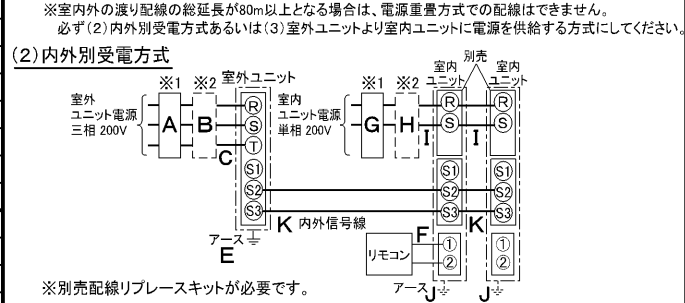 ※室内外の渡り配線の総延長が80m以上となる場合は、電源重畳方式での配線はできません。
必ず(2)内外別受電方式あるいは(3)室外ユニットより室内ユニットに電源を供給する方式にしてください。
(2)内外別受電方式
別売
※1 ※2 室外ユニット ※1 ※2 室内ユニット 室内ユニット
室外
ユニット電源
三相 200V
A B C
R
S
T
S1
S2
S3
室内
ユニット電源
単相 200V
G H I I
R R
S S
S1 S1
S2 S2
S3 S3
K 内外信号線 K
アース
E
リモコン F ① ①
② ②
アース J J
※別売配線リプレースキットが必要です。